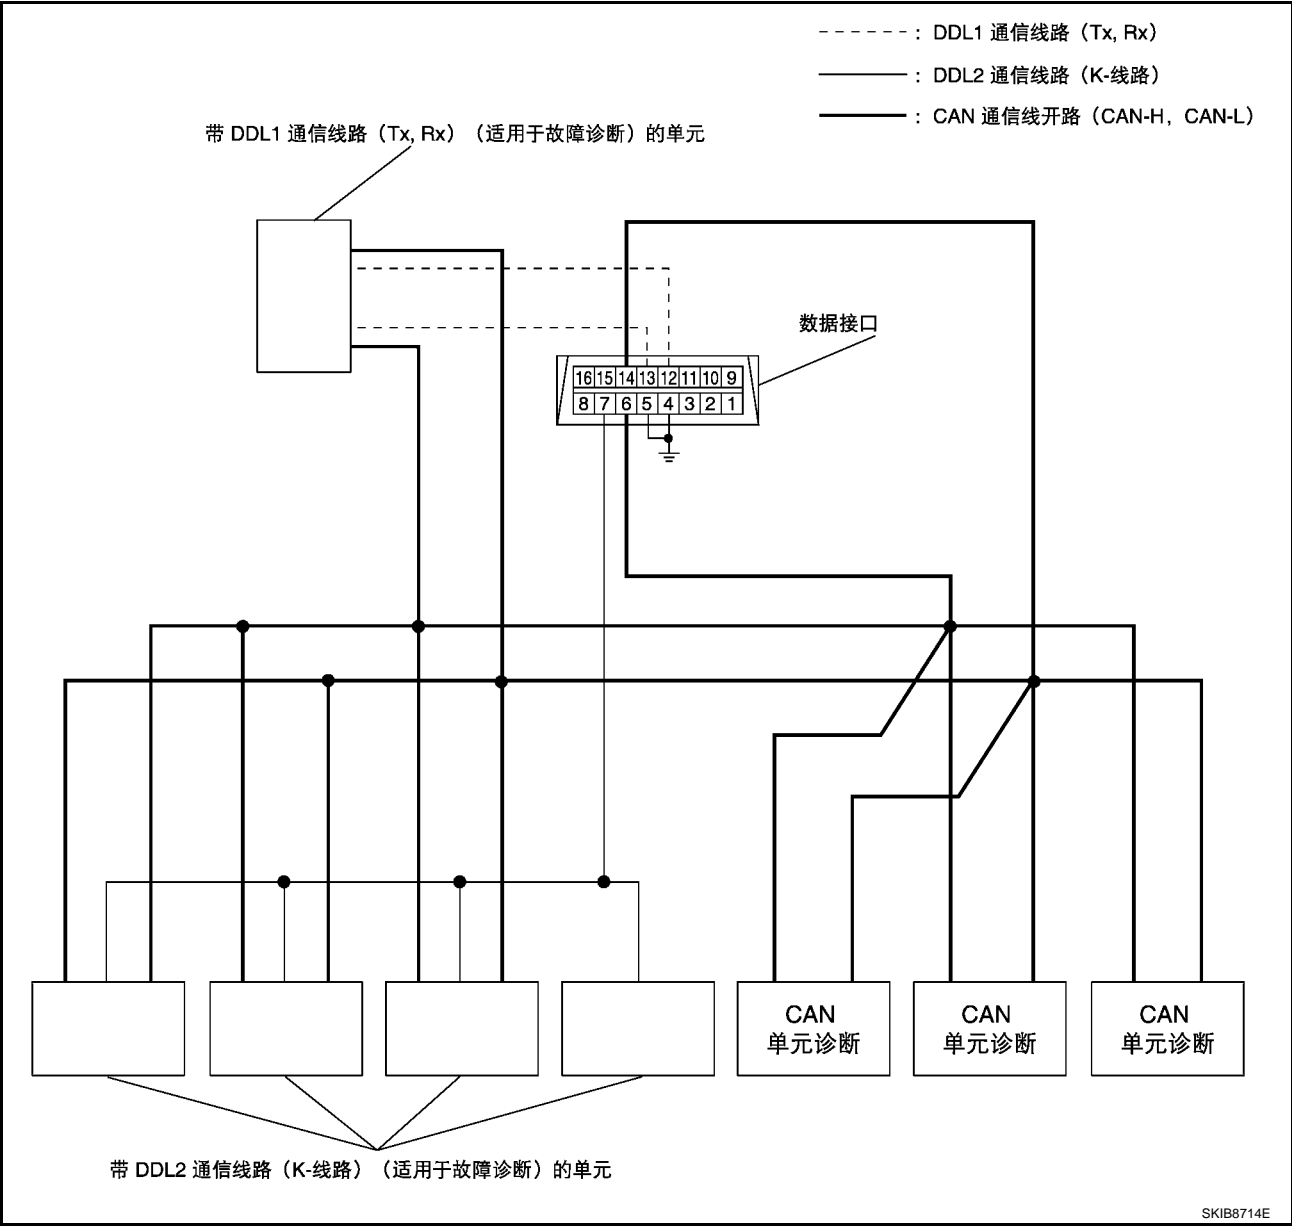 : DDL1 通信线路（Tx, Rx）
: DDL2 通信线路（K-线路）
: CAN 通信线开路（CAN-H，CAN-L）
带 DDL1 通信线路（Tx, Rx）（适用于故障诊断）的单元
数据接口
16 15 14 13 12 11 10 9
8 7 6 5 4 3 2 1
CAN
单元诊断
CAN
单元诊断
CAN
单元诊断
带 DDL2 通信线路（K-线路）（适用于故障诊断）的单元
SKIB8714E